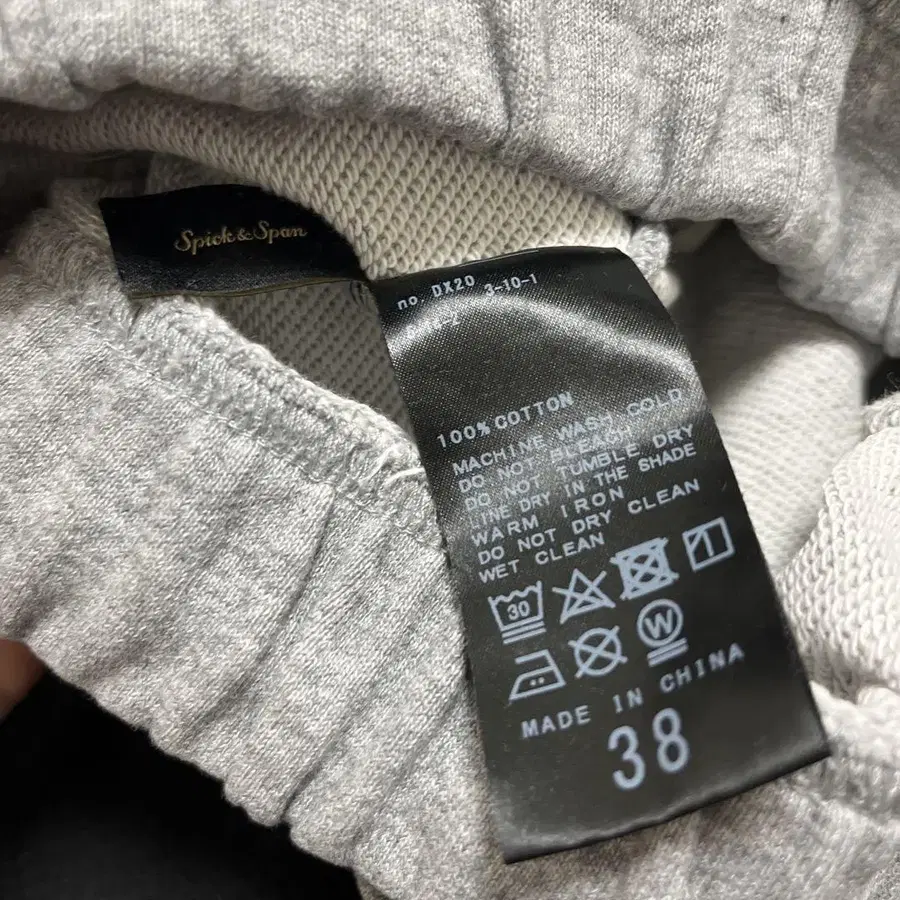 Spick & Span
no. DX20 3-10-1
100% COTTON
MACHINE WASH COLD
DO NOT BLEACH
DO NOT TUMBLE DRY
LINE DRY IN THE SHADE
WARM IRON
DO NOT DRY CLEAN
WET CLEAN
30
W
MADE IN CHINA
38